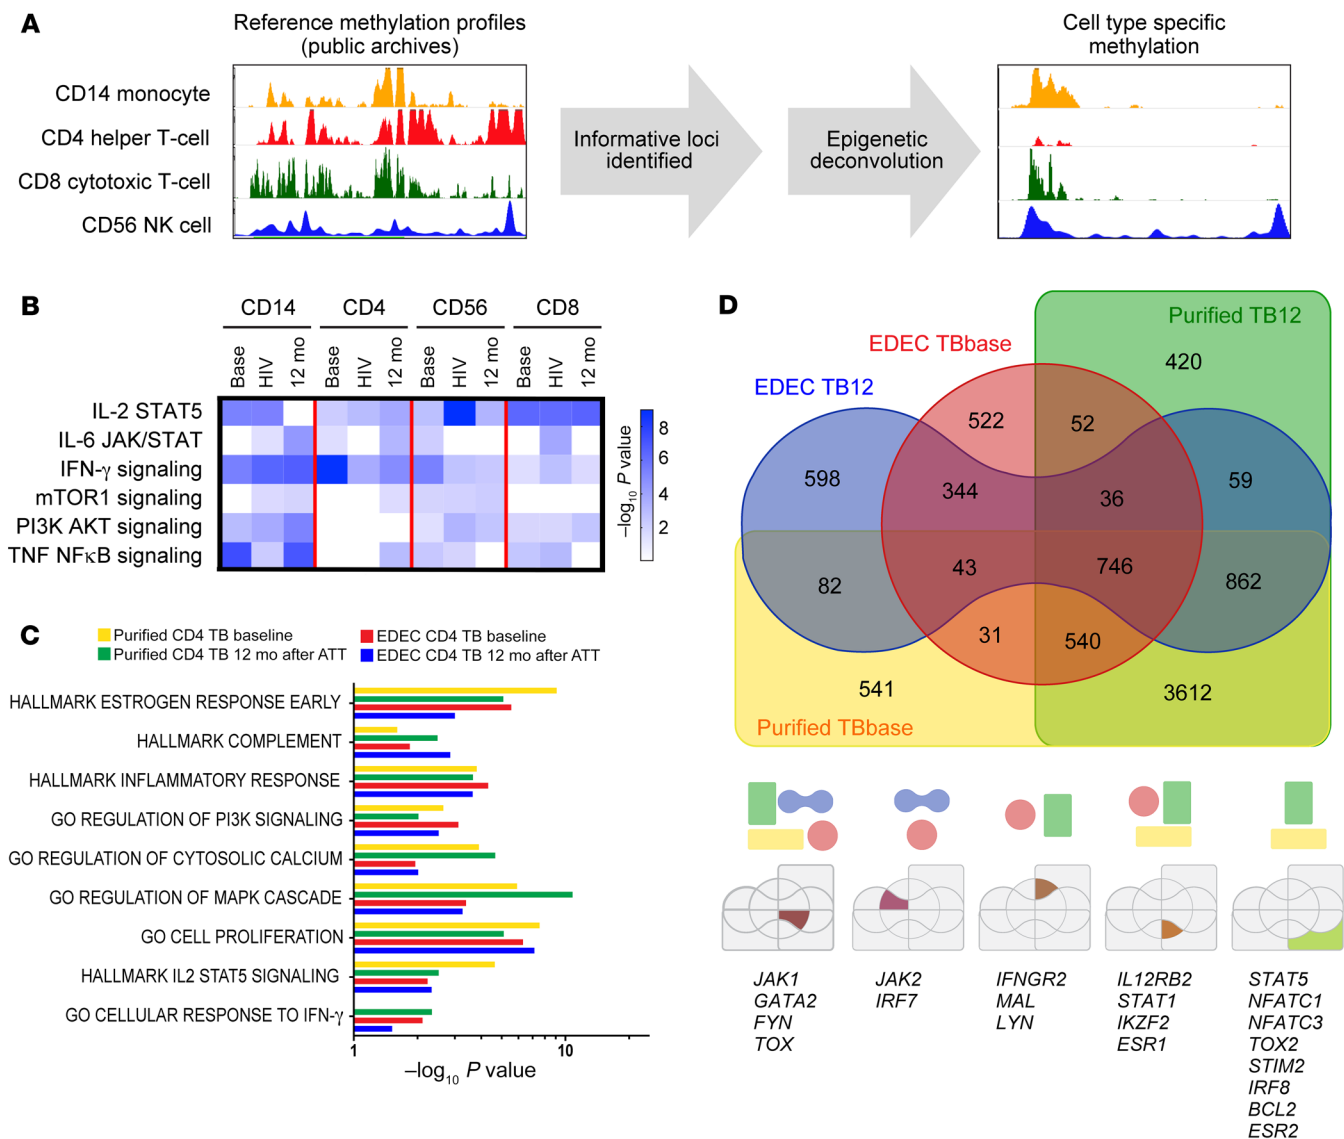 A
Reference methylation profiles
(public archives)
Cell type specific
methylation
CD14 monocyte
CD4 helper T-cell
CD8 cytotoxic T-cell
CD56 NK cell
Informative loci
identified
Epigenetic
deconvolution
B
CD14
CD4
CD56
CD8
Base
HIV
12 mo
Base
HIV
12 mo
Base
HIV
12 mo
Base
HIV
12 mo
IL-2 STAT5
IL-6 JAK/STAT
IFN-γ signaling
mTOR1 signaling
PI3K AKT signaling
TNF NFκB signaling
8
6
4
2
–log10 P value
C
Purified CD4 TB baseline
Purified CD4 TB 12 mo after ATT
EDEC CD4 TB baseline
EDEC CD4 TB 12 mo after ATT
HALLMARK ESTROGEN RESPONSE EARLY
HALLMARK COMPLEMENT
HALLMARK INFLAMMATORY RESPONSE
GO REGULATION OF PI3K SIGNALING
GO REGULATION OF CYTOSOLIC CALCIUM
GO REGULATION OF MAPK CASCADE
GO CELL PROLIFERATION
HALLMARK IL2 STAT5 SIGNALING
GO CELLULAR RESPONSE TO IFN-γ
1
10
–log10 P value
D
Purified TB12
EDEC TBbase
EDEC TB12
420
522
52
598
344
36
59
82
43
746
862
31
540
541
3612
Purified TBbase
JAK1
GATA2
FYN
TOX
JAK2
IRF7
IFNGR2
MAL
LYN
IL12RB2
STAT1
IKZF2
ESR1
STAT5
NFATC1
NFATC3
TOX2
STIM2
IRF8
BCL2
ESR2